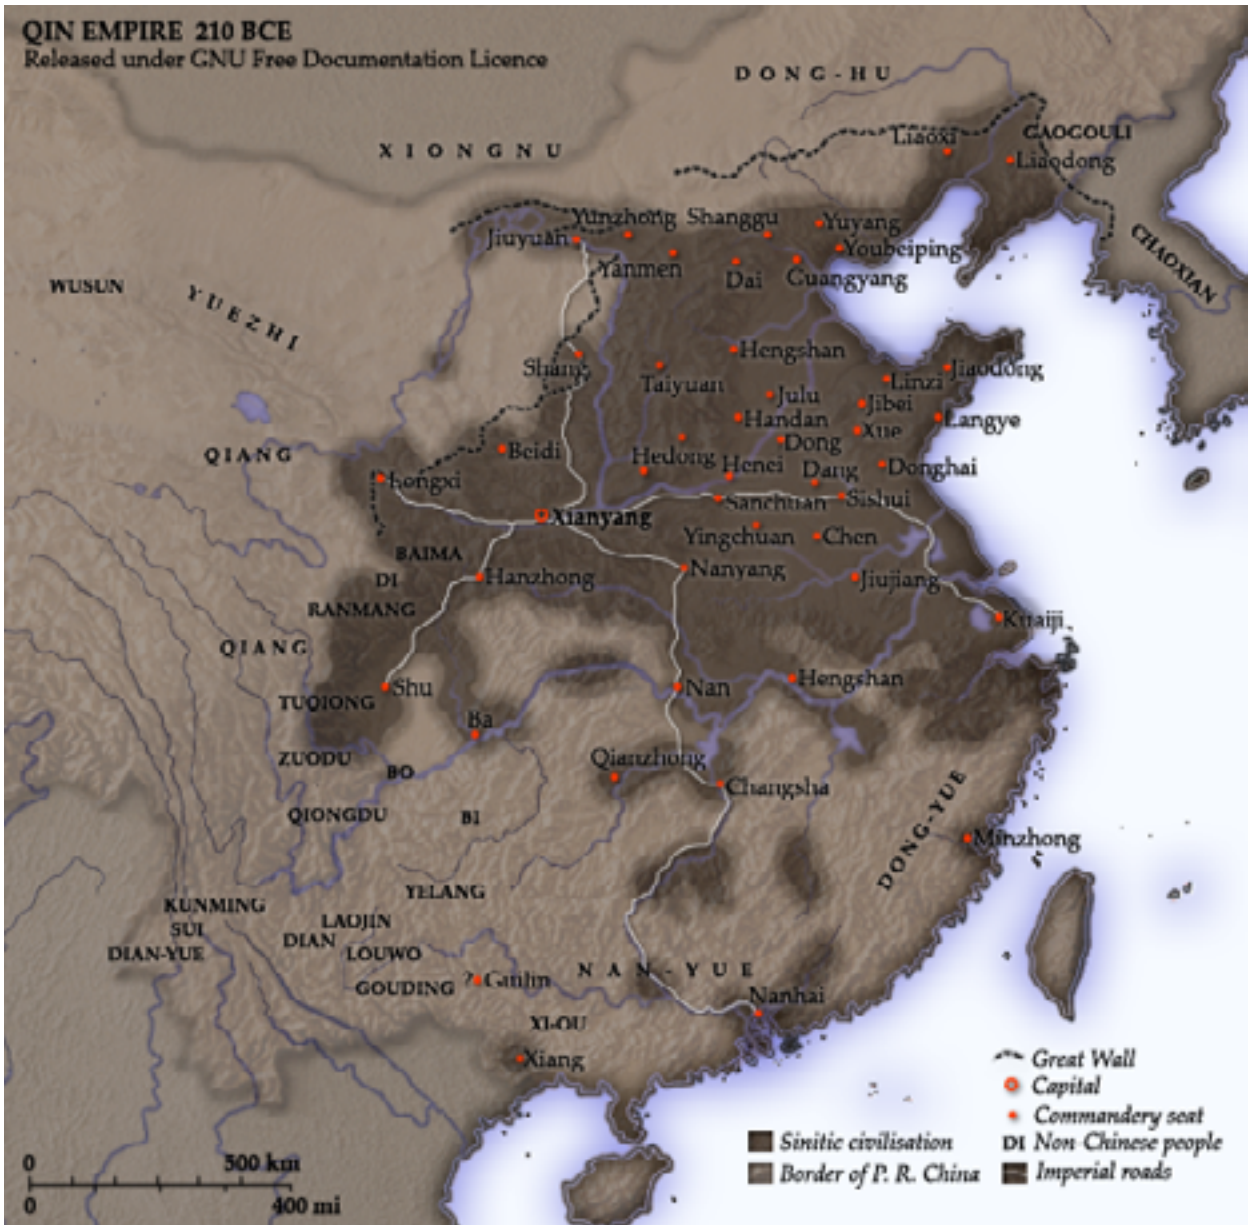 QIN EMPIRE 210 BCE
Released under GNU Free Documentation Licence
DONG-HU
XIONGNU
Liaoxi
GAOGOULI
Liaodong
Yunzhong
Shanggu
Yuyang
Jiuyuan
Youbeiping
Yanmen
Dai
Guangyang
CHAOXIAN
WUSUN
YUEZHI
Hengshan
Shang
Taiyuan
Linzi
Jiaodong
Julu
Jibei
Handan
Langye
Xue
QIANG
Beidi
Hedong
Dong
Henei
Dang
Donghai
Longxi
Sanchuan
Sishui
Xianyang
Yingchuan
Chen
BAIMA
DI
Hanzhong
Nanyang
Jiujiang
RANMANG
Kuaiji
QIANG
Shu
Nan
Hengshan
TUQIONG
Ba
ZUODU
BO
Qianzhong
Changsha
QIONGDU
BI
DONG-YUE
Minzhong
YELANG
KUNMING
LAOJIN
SUI
DIAN
DIAN-YUE
LOUWO
NAN-YUE
? Guilin
GOUDING
Nanhai
XI-OU
Xiang
Great Wall
Capital
Commandery seat
Sinitic civilisation
DI Non-Chinese people
Border of P. R. China
Imperial roads
0 500 km
0 400 mi